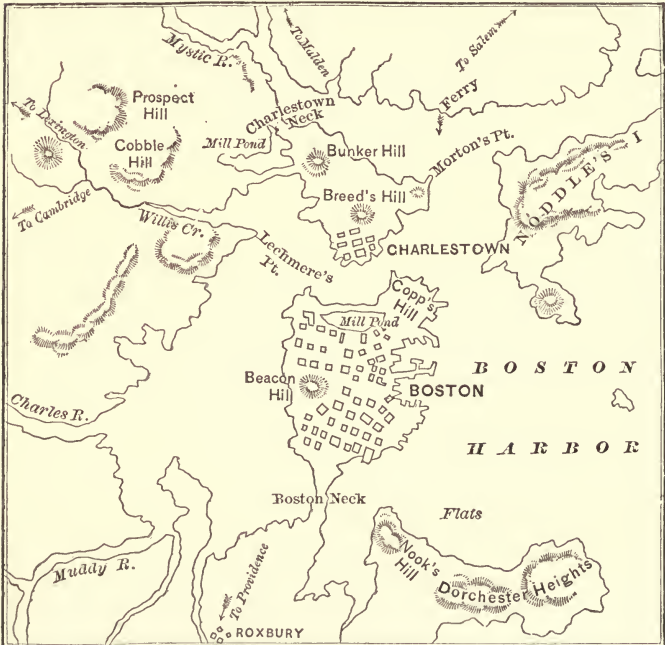 Mystic R.
To Malden
To Salem
To Lexington
Prospect
Hill
Charlestown
Neck
Ferry
Cobble
Hill
Mill Pond
Bunker Hill
Morton's Pt.
NODDLE'S I
To Cambridge
Willis Cr.
Breed's Hill
Lechmere's
Pt.
CHARLESTOWN
Copp's
Hill
Mill Pond
BOSTON
Beacon
Hill
BOSTON
Charles R.
HARBOR
Boston Neck
Flats
Nook's
Hill
Muddy R.
To Providence
Dorchester Heights
ROXBURY